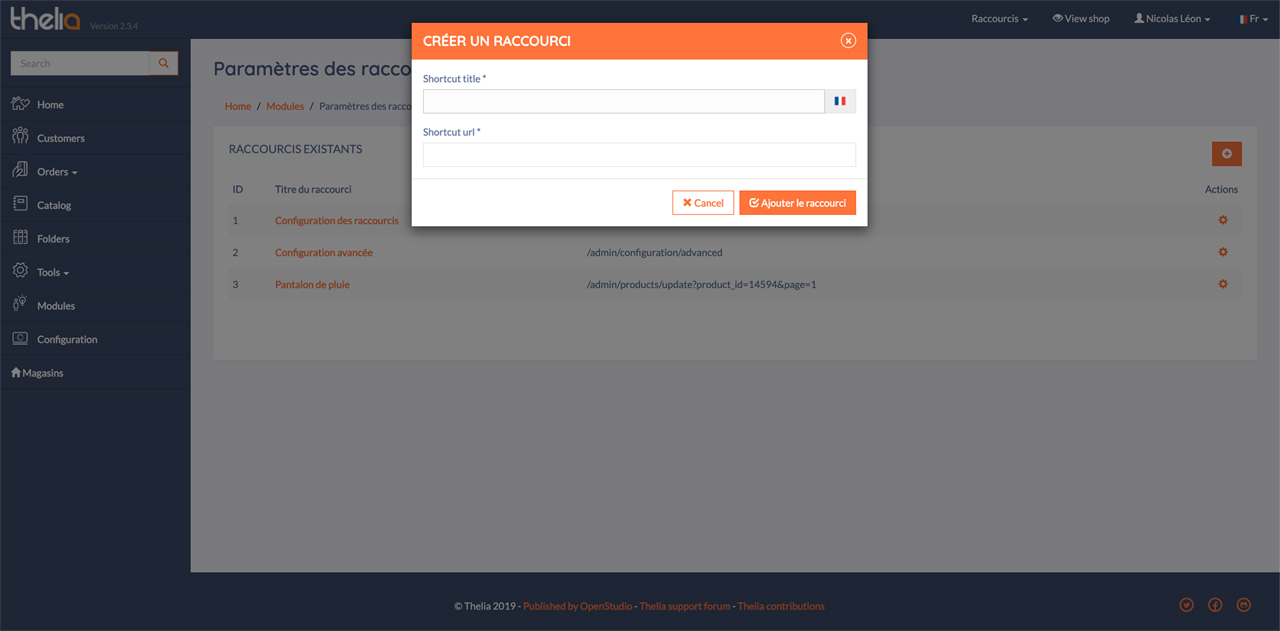 thelia Version 2.3.4
Raccourcis View shop Nicolas Léon Fr
Search
Home
Customers
Orders
Catalog
Folders
Tools
Modules
Configuration
Magasins
Paramètres des racco
Home / Modules / Paramètres des racco
RACCOURCIS EXISTANTS
ID Titre du raccourci Actions
1 Configuration des raccourcis
2 Configuration avancée /admin/configuration/advanced
3 Pantalon de pluie /admin/products/update?product_id=14594&page=1
CRÉER UN RACCOURCI
Shortcut title *
Shortcut url *
Cancel Ajouter le raccourci
© Thelia 2019 - Published by OpenStudio - Thelia support forum - Thelia contributions